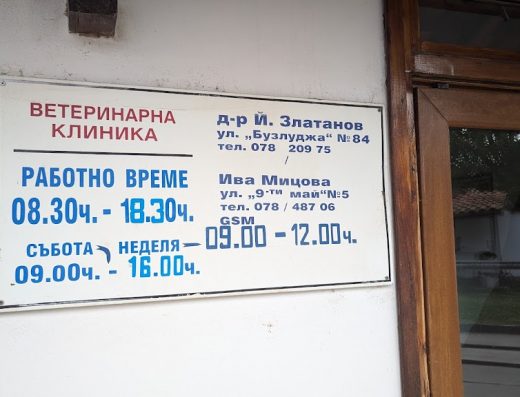 ВЕТЕРИНАРНА
КЛИНИКА
РАБОТНО ВРЕМЕ
08.30ч. - 18.30ч.
СЪБОТА - НЕДЕЛЯ - 09.00 - 12.00ч.
09.00ч. - 16.00ч.
д-р Й. Златанов
ул. „Бузлуджа“ №84
тел. 078 209 75
/
Ива Мицова
ул. „9-ти май“ №5
тел. 078 / 487 06
GSM